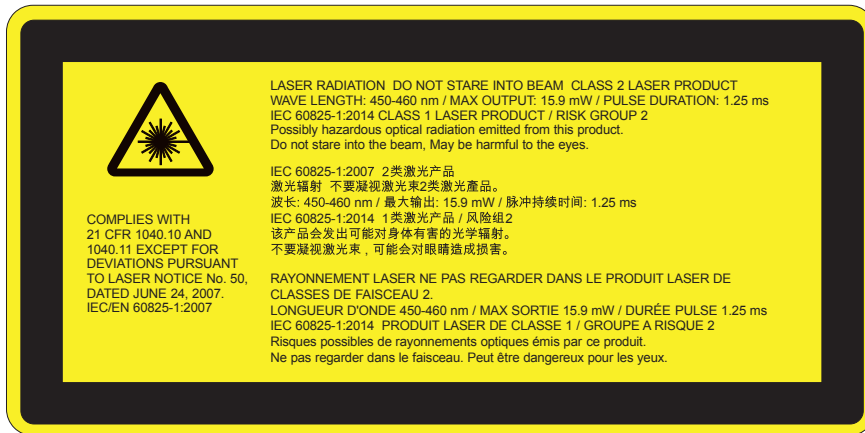 COMPLIES WITH
21 CFR 1040.10 AND
1040.11 EXCEPT FOR
DEVIATIONS PURSUANT
TO LASER NOTICE No. 50,
DATED JUNE 24, 2007.
IEC/EN 60825-1:2007
LASER RADIATION DO NOT STARE INTO BEAM CLASS 2 LASER PRODUCT
WAVE LENGTH: 450-460 nm / MAX OUTPUT: 15.9 mW / PULSE DURATION: 1.25 ms
IEC 60825-1:2014 CLASS 1 LASER PRODUCT / RISK GROUP 2
Possibly hazardous optical radiation emitted from this product.
Do not stare into the beam, May be harmful to the eyes.
IEC 60825-1:2007 2类激光产品
激光辐射 不要凝视激光束2类激光產品。
波长: 450-460 nm / 最大输出: 15.9 mW / 脉冲持续时间: 1.25 ms
IEC 60825-1:2014 1类激光产品 / 风险组2
该产品会发出可能对身体有害的光学辐射。
不要凝视激光束 , 可能会对眼睛造成损害。
RAYONNEMENT LASER NE PAS REGARDER DANS LE PRODUIT LASER DE
CLASSES DE FAISCEAU 2.
LONGUEUR D'ONDE 450-460 nm / MAX SORTIE 15.9 mW / DURÉE PULSE 1.25 ms
IEC 60825-1:2014 PRODUIT LASER DE CLASSE 1 / GROUPE A RISQUE 2
Risques possibles de rayonnements optiques émis par ce produit.
Ne pas regarder dans le faisceau. Peut être dangereux pour les yeux.